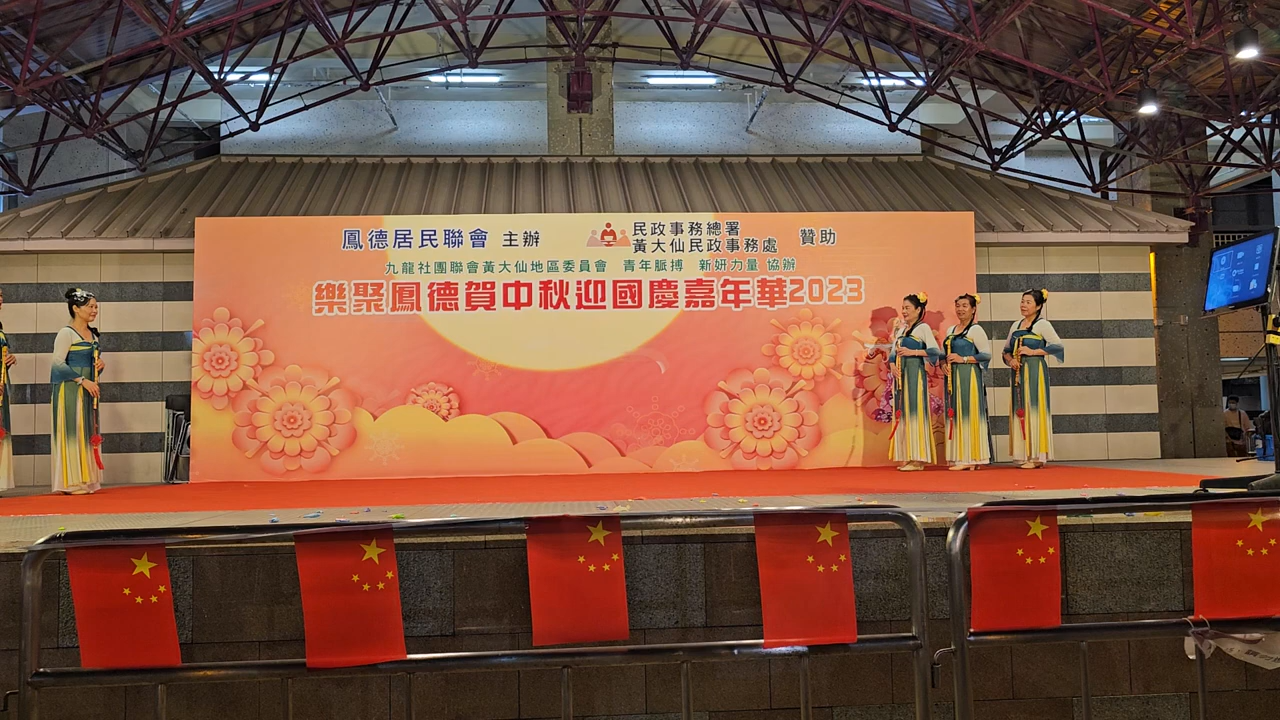 鳳德居民聯會 主辦
民政事務總署
黃大仙民政事務處 贊助
九龍社團聯會黃大仙地區委員會 青年脈搏 新妍力量 協辦
樂聚鳳德賀中秋迎國慶嘉年華2023